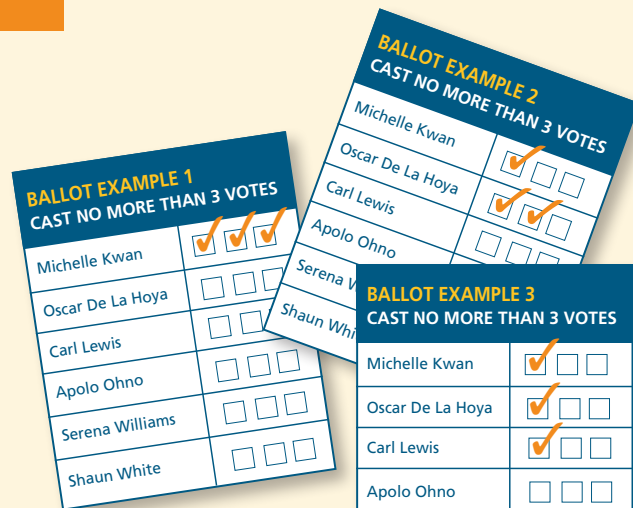 BALLOT EXAMPLE 1
CAST NO MORE THAN 3 VOTES
Michelle Kwan
Oscar De La Hoya
Carl Lewis
Apolo Ohno
Serena Williams
Shaun White
BALLOT EXAMPLE 2
CAST NO MORE THAN 3 VOTES
Michelle Kwan
Oscar De La Hoya
Carl Lewis
Apolo Ohno
Serena
Shaun
BALLOT EXAMPLE 3
CAST NO MORE THAN 3 VOTES
Michelle Kwan
Oscar De La Hoya
Carl Lewis
Apolo Ohno